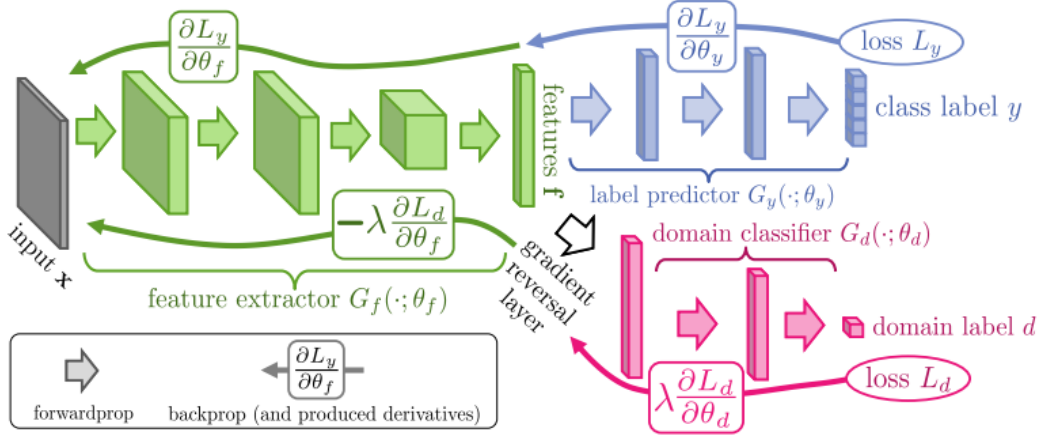 ∂L_y/∂θ_f
∂L_y/∂θ_y
loss L_y
features f
class label y
label predictor G_y(·; θ_y)
input x
−λ ∂L_d/∂θ_f
feature extractor G_f(·; θ_f)
gradient
reversal
layer
domain classifier G_d(·; θ_d)
domain label d
λ ∂L_d/∂θ_d
loss L_d
∂L_y/∂θ_f
forwardprop
backprop (and produced derivatives)